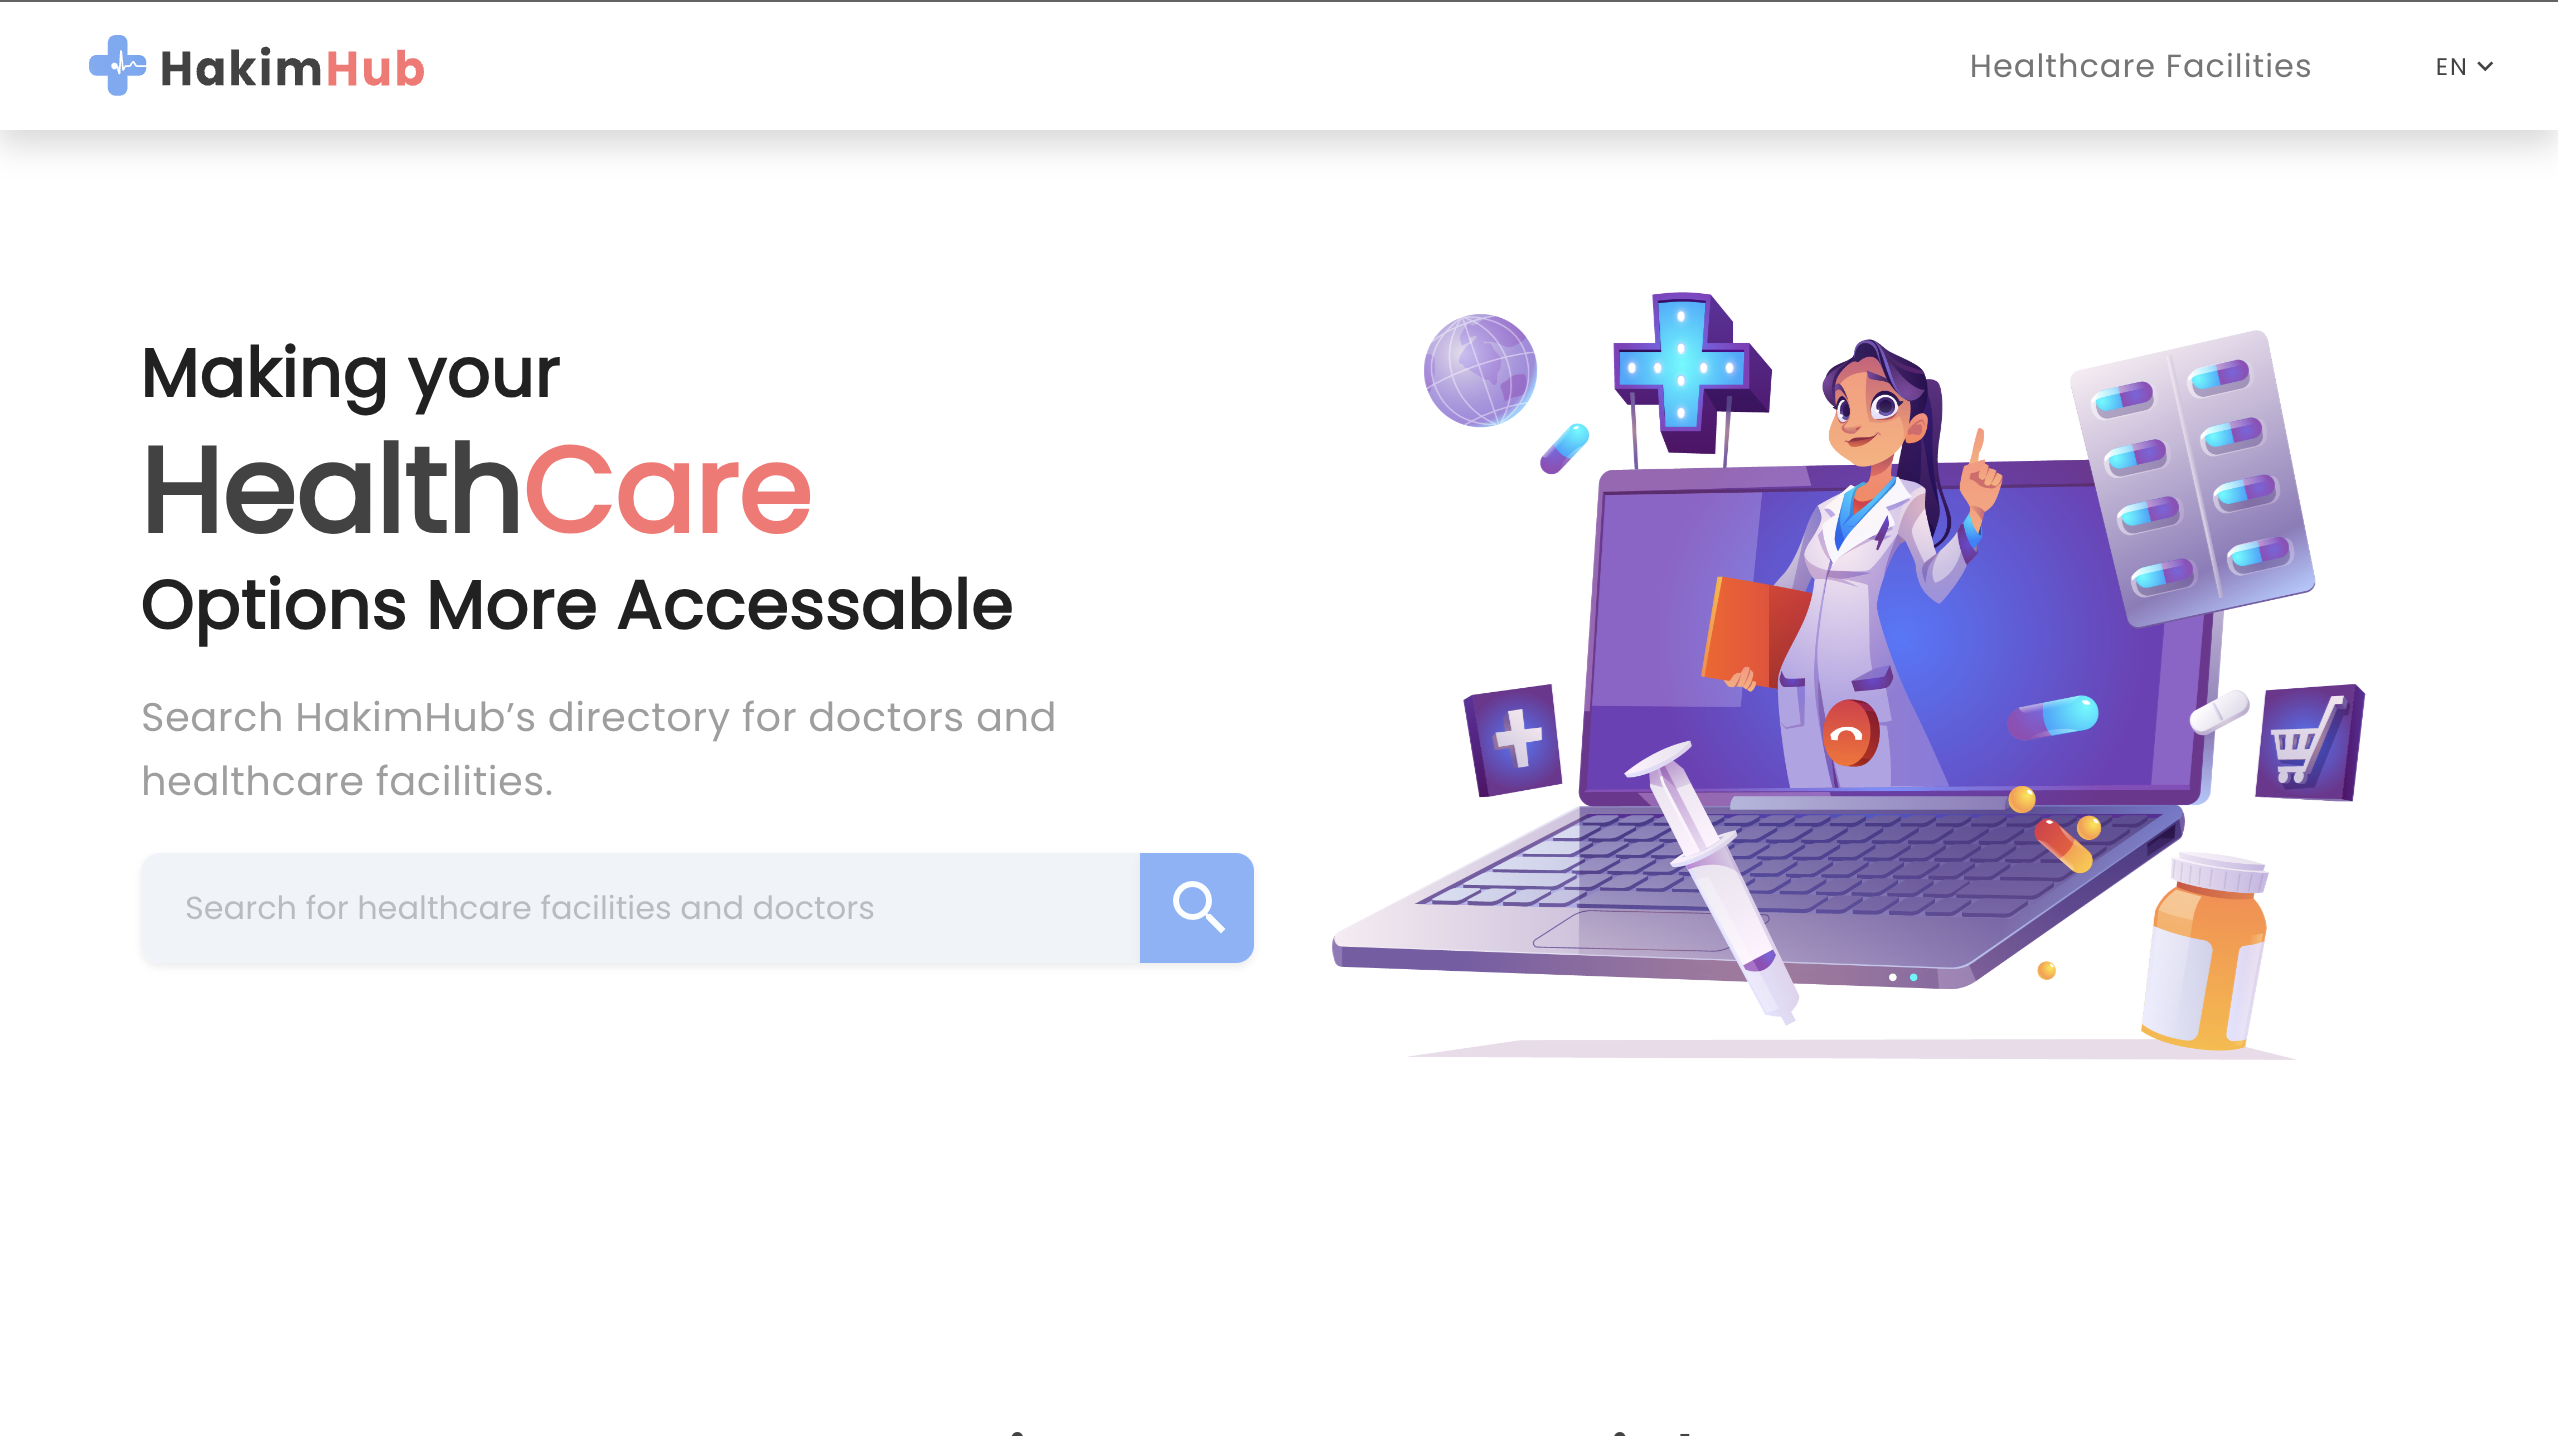 HakimHub
Healthcare Facilities
EN
Making your
HealthCare
Options More Accessable
Search HakimHub’s directory for doctors and
healthcare facilities.
Search for healthcare facilities and doctors